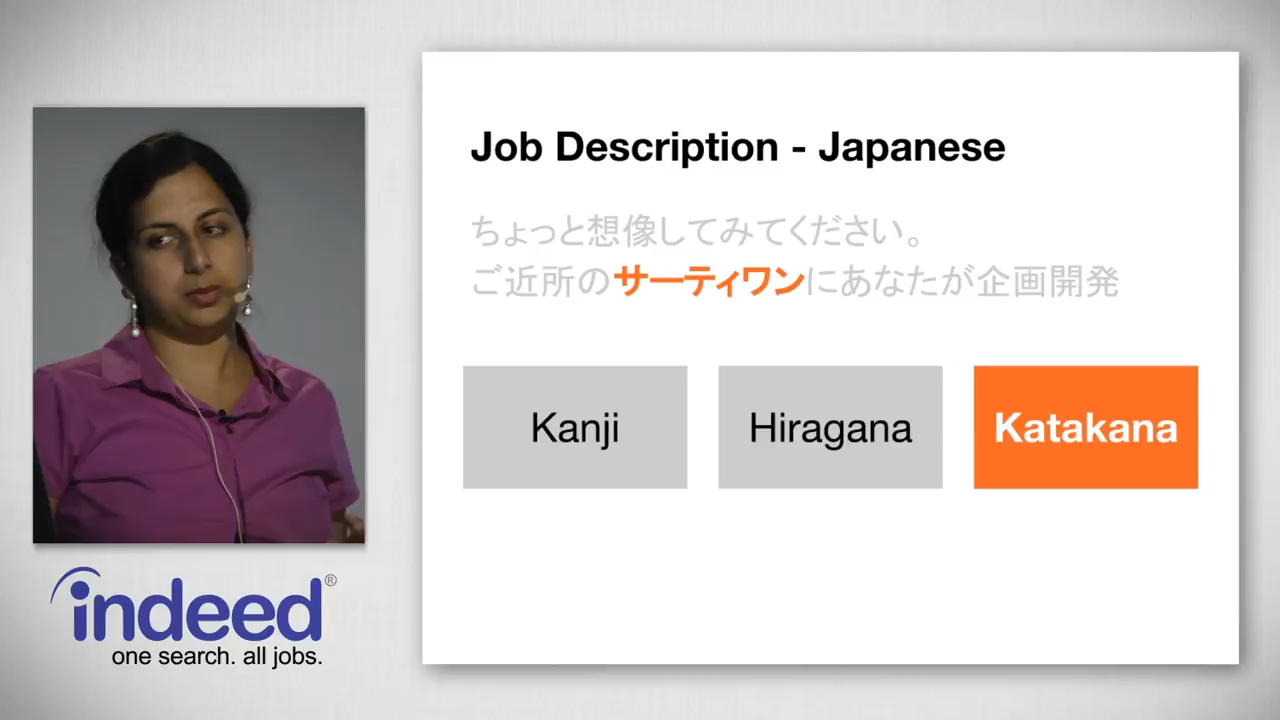 Job Description - Japanese
ちょっと想像してみてください。
ご近所のサーティワンにあなたが企画開発
Kanji
Hiragana
Katakana
indeed®
one search. all jobs.